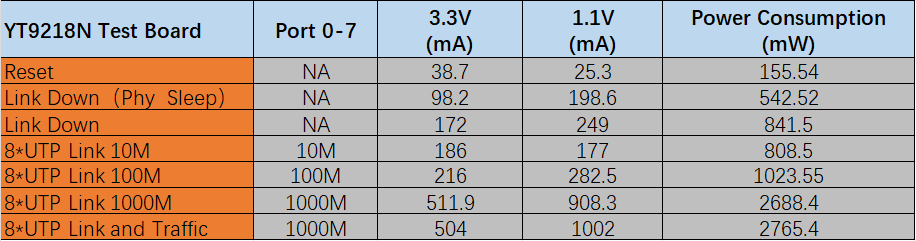 YT9218N Test Board Port 0-7 3.3V (mA) 1.1V (mA) Power Consumption (mW)
Reset NA 38.7 25.3 155.54
Link Down（Phy Sleep） NA 98.2 198.6 542.52
Link Down NA 172 249 841.5
8*UTP Link 10M 10M 186 177 808.5
8*UTP Link 100M 100M 216 282.5 1023.55
8*UTP Link 1000M 1000M 511.9 908.3 2688.4
8*UTP Link and Traffic 1000M 504 1002 2765.4